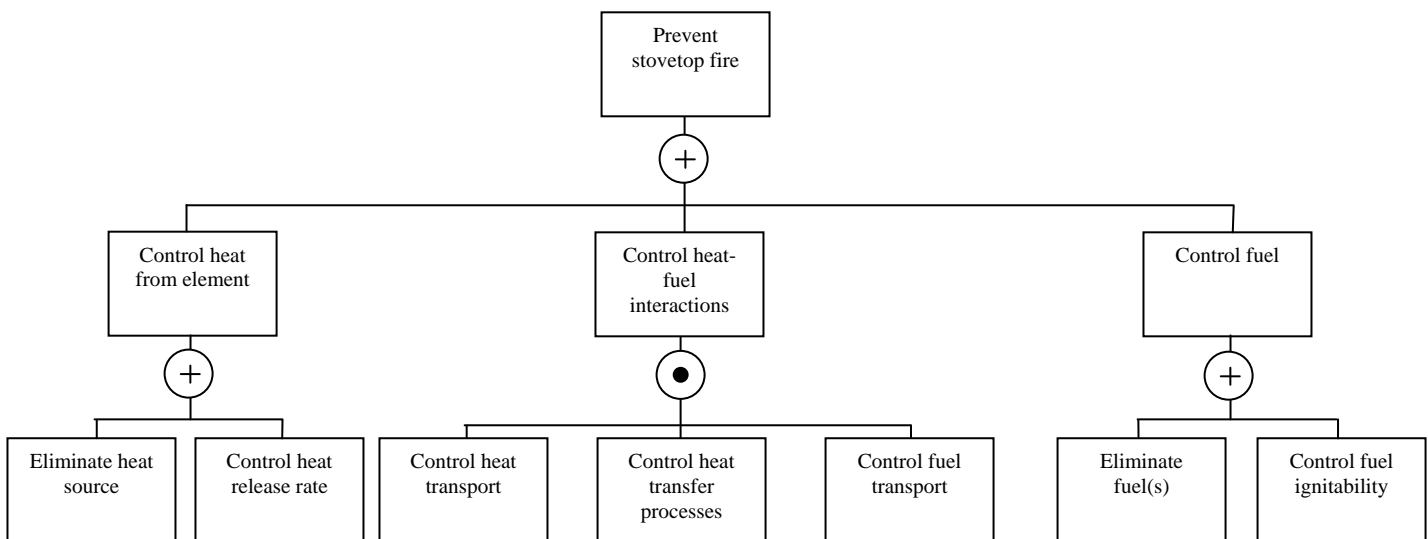 Prevent
stovetop fire
+
Control heat
from element
Control heat-
fuel
interactions
Control fuel
+
+
Eliminate heat
source
Control heat
release rate
Control heat
transport
Control heat
transfer
processes
Control fuel
transport
Eliminate
fuel(s)
Control fuel
ignitability